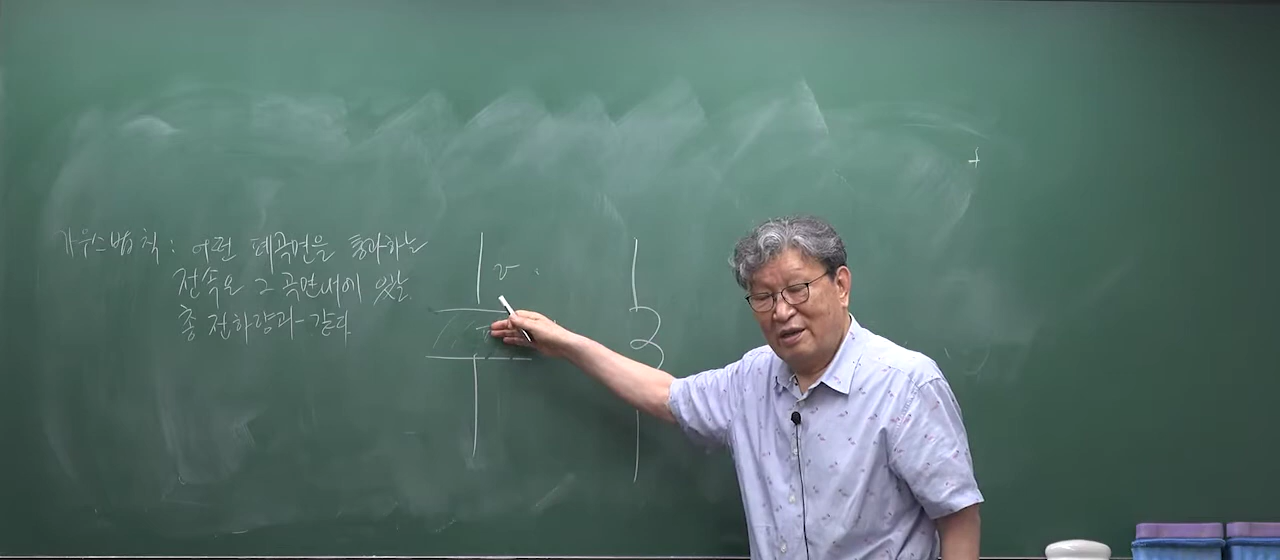 가우스법칙 : 어떤 폐곡면을 통과하는
전속은 그 곡면내에 있는
총 전하량과 같다
v
+